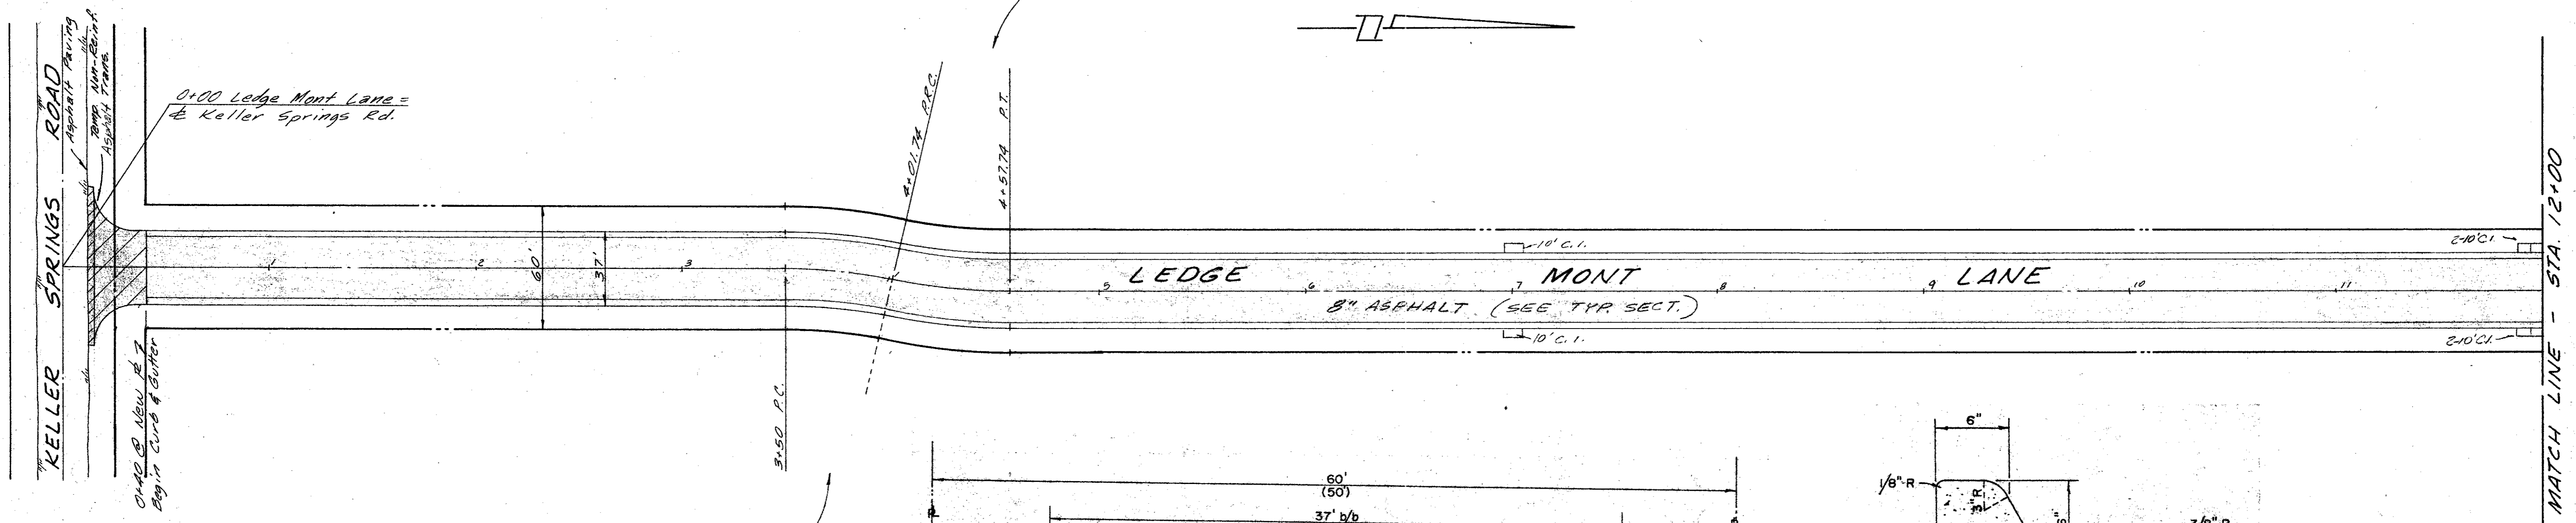 KELLER SPRINGS ROAD
Asphalt Paving
Temp. Non-Reinf.
Asphalt Trans.
0+00 Ledge Mont Lane =
℄ Keller Springs Rd.
0+40 @ New ⅊
Begin Curb & Gutter
1
2
3
60'
37'
3+50 P.C.
4+01.74 P.R.C.
4+57.74 P.T.
LEDGE MONT LANE
5
6
7
8
9
10
11
8" ASPHALT (SEE TYP. SECT.)
10' C.I.
10' C.I.
2-10' C.I.
2-10' C.I.
MATCH LINE - STA. 12+00
60'
(50')
37' b/b
6"
1/8" R
3" R